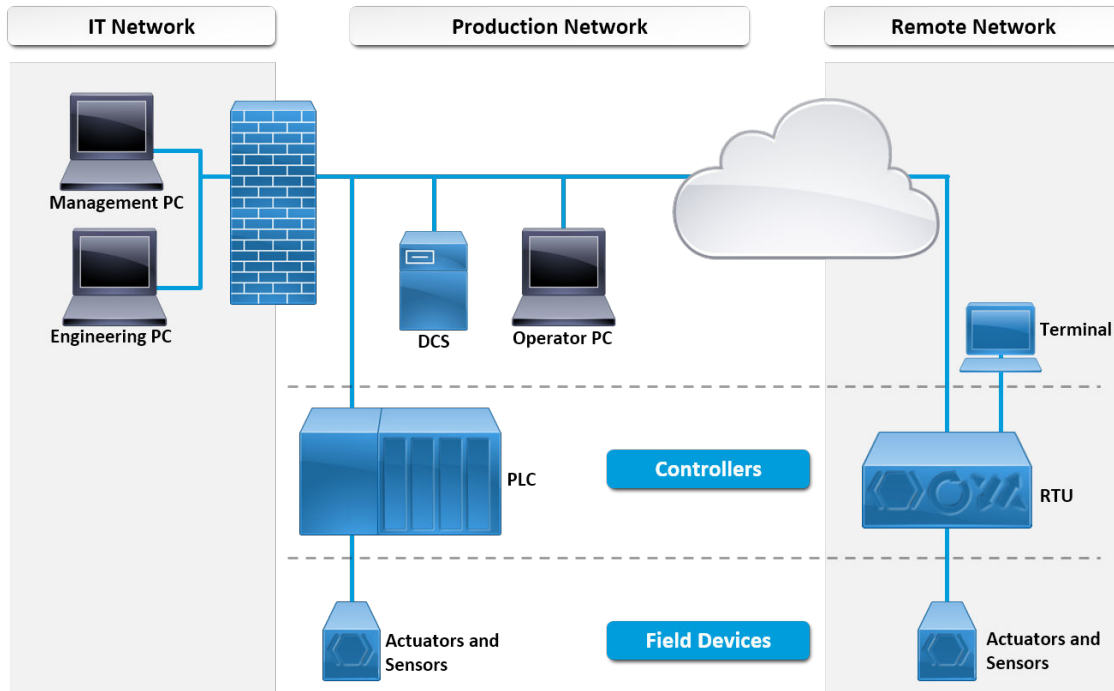 IT Network
Production Network
Remote Network
Management PC
Engineering PC
DCS
Operator PC
Terminal
PLC
Controllers
RTU
Actuators and
Sensors
Field Devices
Actuators and
Sensors